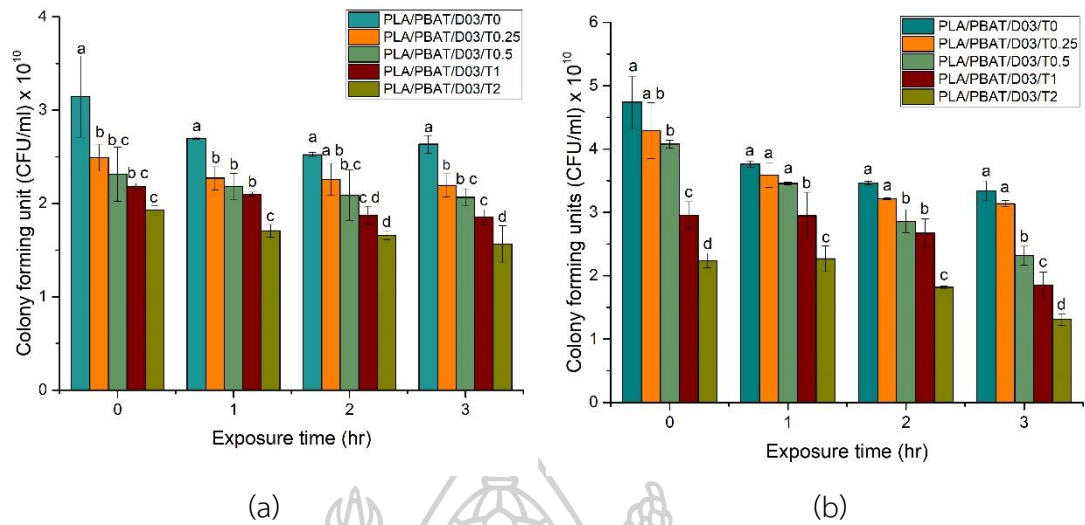 Colony forming unit (CFU/ml) x 10¹⁰
4
3
2
1
0
PLA/PBAT/D03/T0
PLA/PBAT/D03/T0.25
PLA/PBAT/D03/T0.5
PLA/PBAT/D03/T1
PLA/PBAT/D03/T2
a
b
b c
b c
c
a
b
b
b
c
a
a b
b c
c d
d
a
b
b c
c d
d
0 1 2 3
Exposure time (hr)
(a)
Colony forming units (CFU/ml) x 10¹⁰
6
5
4
3
2
1
0
PLA/PBAT/D03/T0
PLA/PBAT/D03/T0.25
PLA/PBAT/D03/T0.5
PLA/PBAT/D03/T1
PLA/PBAT/D03/T2
a
a b
b
c
d
a
a
a
b
c
a
a
b
b
c
a
a
b
c
d
0 1 2 3
Exposure time (hr)
(b)